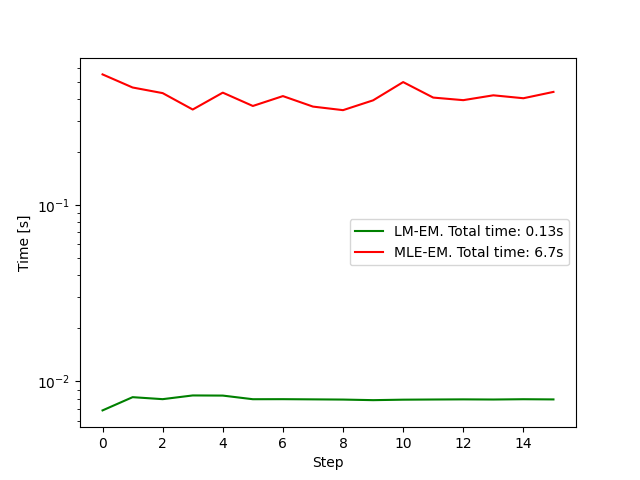 Time [s]
10⁻¹
10⁻²
LM-EM. Total time: 0.13s
MLE-EM. Total time: 6.7s
0 2 4 6 8 10 12 14
Step